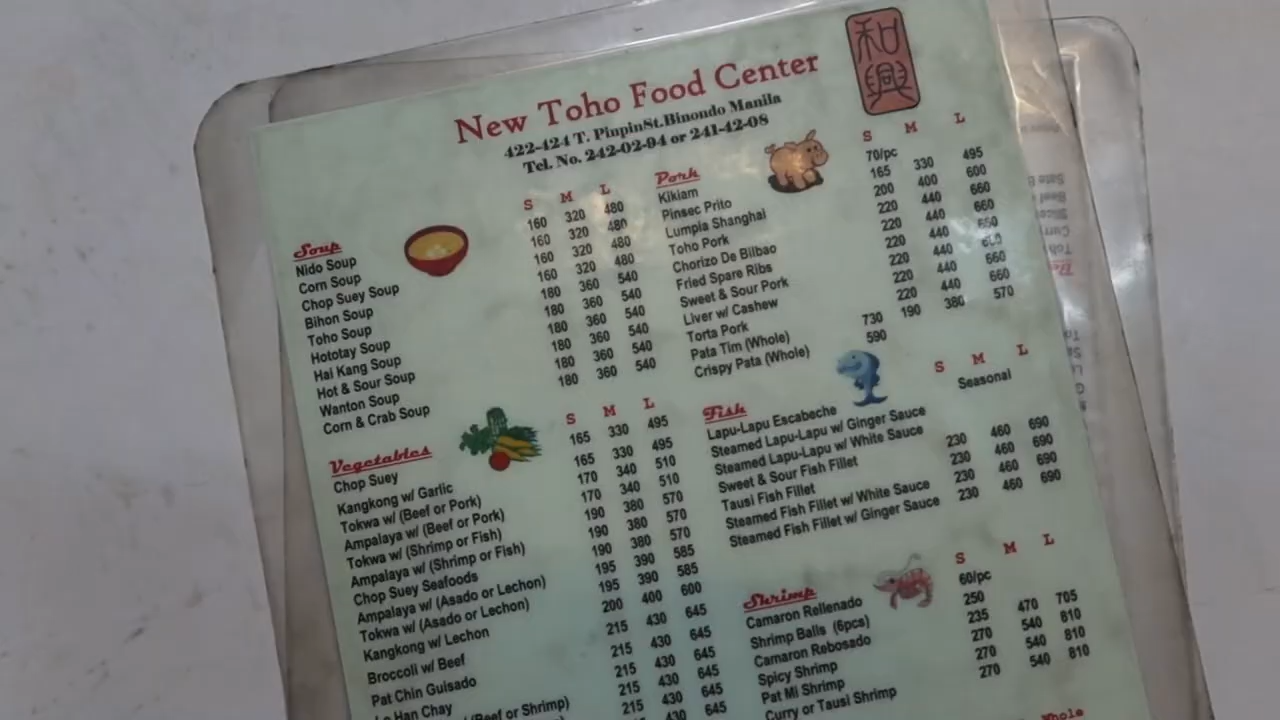 New Toho Food Center
422-424 T. PinpinSt.Binondo Manila
Tel. No. 242-02-94 or 241-42-08
和興
Soup S M L
Nido Soup 160 320 480
Corn Soup 160 320 480
Chop Suey Soup 160 320 480
Bihon Soup 160 320 480
Toho Soup 180 360 540
Hototay Soup 180 360 540
Hai Kang Soup 180 360 540
Hot & Sour Soup 180 360 540
Wanton Soup 180 360 540
Corn & Crab Soup 180 360 540
Vegetables S M L
Chop Suey 165 330 495
Kangkong w/ Garlic 165 330 495
Tokwa w/ (Beef or Pork) 170 340 510
Ampalaya w/ (Beef or Pork) 170 340 510
Tokwa w/ (Shrimp or Fish) 190 380 570
Ampalaya w/ (Shrimp or Fish) 190 380 570
Chop Suey Seafoods 190 380 570
Ampalaya w/ (Asado or Lechon) 195 390 585
Tokwa w/ (Asado or Lechon) 195 390 585
Kangkong w/ Lechon 200 400 600
Broccoli w/ Beef 215 430 645
Pat Chin Guisado 215 430 645
Lo Han Chay 215 430 645
(Beef or Shrimp) 215 430 645
215 430 645
Pork
Kikiam
Pinsec Prito
Lumpia Shanghai
Toho Pork
Chorizo De Bilbao
Fried Spare Ribs
Sweet & Sour Pork
Liver w/ Cashew
Torta Pork
Pata Tim (Whole) 730
Crispy Pata (Whole) 590
S M L
70/pc
165 330 495
200 400 600
220 440 660
220 440 660
220 440 660
220 440 660
220 440 660
220 440 660
190 380 570
Fish S M L
Lapu-Lapu Escabeche Seasonal
Steamed Lapu-Lapu w/ Ginger Sauce
Steamed Lapu-Lapu w/ White Sauce
Sweet & Sour Fish Fillet 230 460 690
Tausi Fish Fillet 230 460 690
Steamed Fish Fillet w/ White Sauce 230 460 690
Steamed Fish Fillet w/ Ginger Sauce 230 460 690
Shrimp S M L
Camaron Rellenado 60/pc
Shrimp Balls (6pcs) 250
Camaron Rebosado 235 470 705
Spicy Shrimp 270 540 810
Pat Mi Shrimp 270 540 810
Curry or Tausi Shrimp 270 540 810
Whole